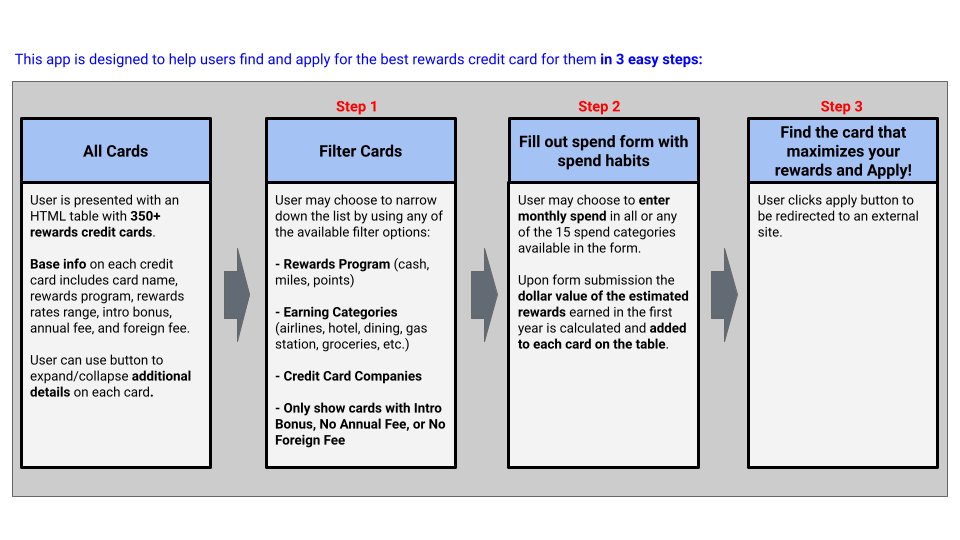 This app is designed to help users find and apply for the best rewards credit card for them in 3 easy steps:
All Cards
User is presented with an
HTML table with 350+
rewards credit cards.
Base info on each credit
card includes card name,
rewards program, rewards
rates range, intro bonus,
annual fee, and foreign fee.
User can use button to
expand/collapse additional
details on each card.
Step 1
Filter Cards
User may choose to narrow
down the list by using any of
the available filter options:
- Rewards Program (cash,
miles, points)
- Earning Categories
(airlines, hotel, dining, gas
station, groceries, etc.)
- Credit Card Companies
- Only show cards with Intro
Bonus, No Annual Fee, or No
Foreign Fee
Step 2
Fill out spend form with
spend habits
User may choose to enter
monthly spend in all or any
of the 15 spend categories
available in the form.
Upon form submission the
dollar value of the estimated
rewards earned in the first
year is calculated and added
to each card on the table.
Step 3
Find the card that
maximizes your
rewards and Apply!
User clicks apply button to
be redirected to an external
site.